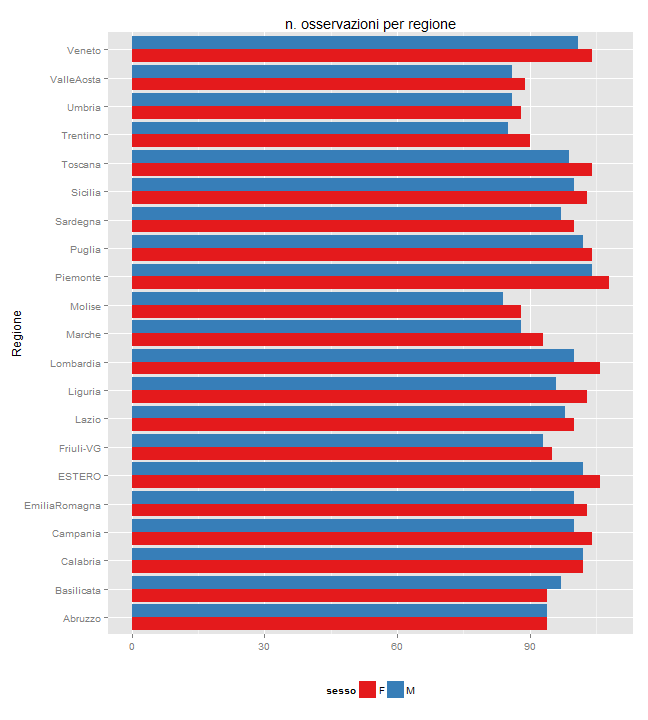 n. osservazioni per regione
Regione
Veneto
ValleAosta
Umbria
Trentino
Toscana
Sicilia
Sardegna
Puglia
Piemonte
Molise
Marche
Lombardia
Liguria
Lazio
Friuli-VG
ESTERO
EmiliaRomagna
Campania
Calabria
Basilicata
Abruzzo
0 30 60 90
sesso F M